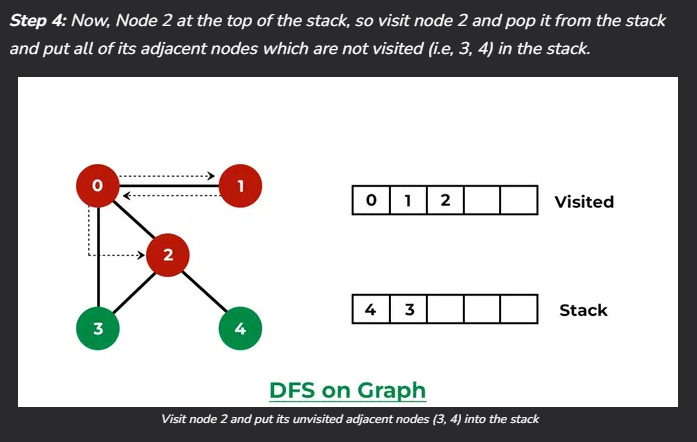 Step 4: Now, Node 2 at the top of the stack, so visit node 2 and pop it from the stack
and put all of its adjacent nodes which are not visited (i.e, 3, 4) in the stack.
0
1
2
3
4
0 1 2 Visited
4 3 Stack
DFS on Graph
Visit node 2 and put its unvisited adjacent nodes (3, 4) into the stack